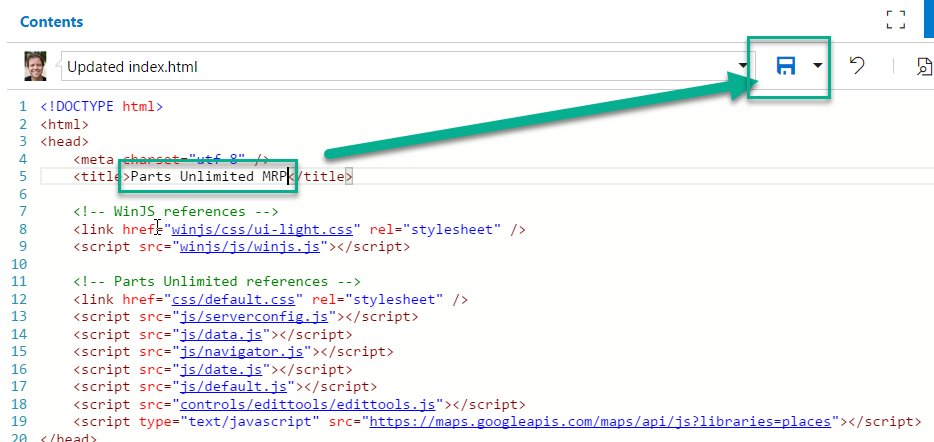 Contents
Updated index.html
1 <!DOCTYPE html>
2 <html>
3 <head>
4 <meta charset="utf-8" />
5 <title>Parts Unlimited MRP</title>
6
7 <!-- WinJS references -->
8 <link href="winjs/css/ui-light.css" rel="stylesheet" />
9 <script src="winjs/js/winjs.js"></script>
10
11 <!-- Parts Unlimited references -->
12 <link href="css/default.css" rel="stylesheet" />
13 <script src="js/serverconfig.js"></script>
14 <script src="js/data.js"></script>
15 <script src="js/navigator.js"></script>
16 <script src="js/date.js"></script>
17 <script src="js/default.js"></script>
18 <script src="controls/edittools/edittools.js"></script>
19 <script type="text/javascript" src="https://maps.googleapis.com/maps/api/js?libraries=places"></script>
20 </head>